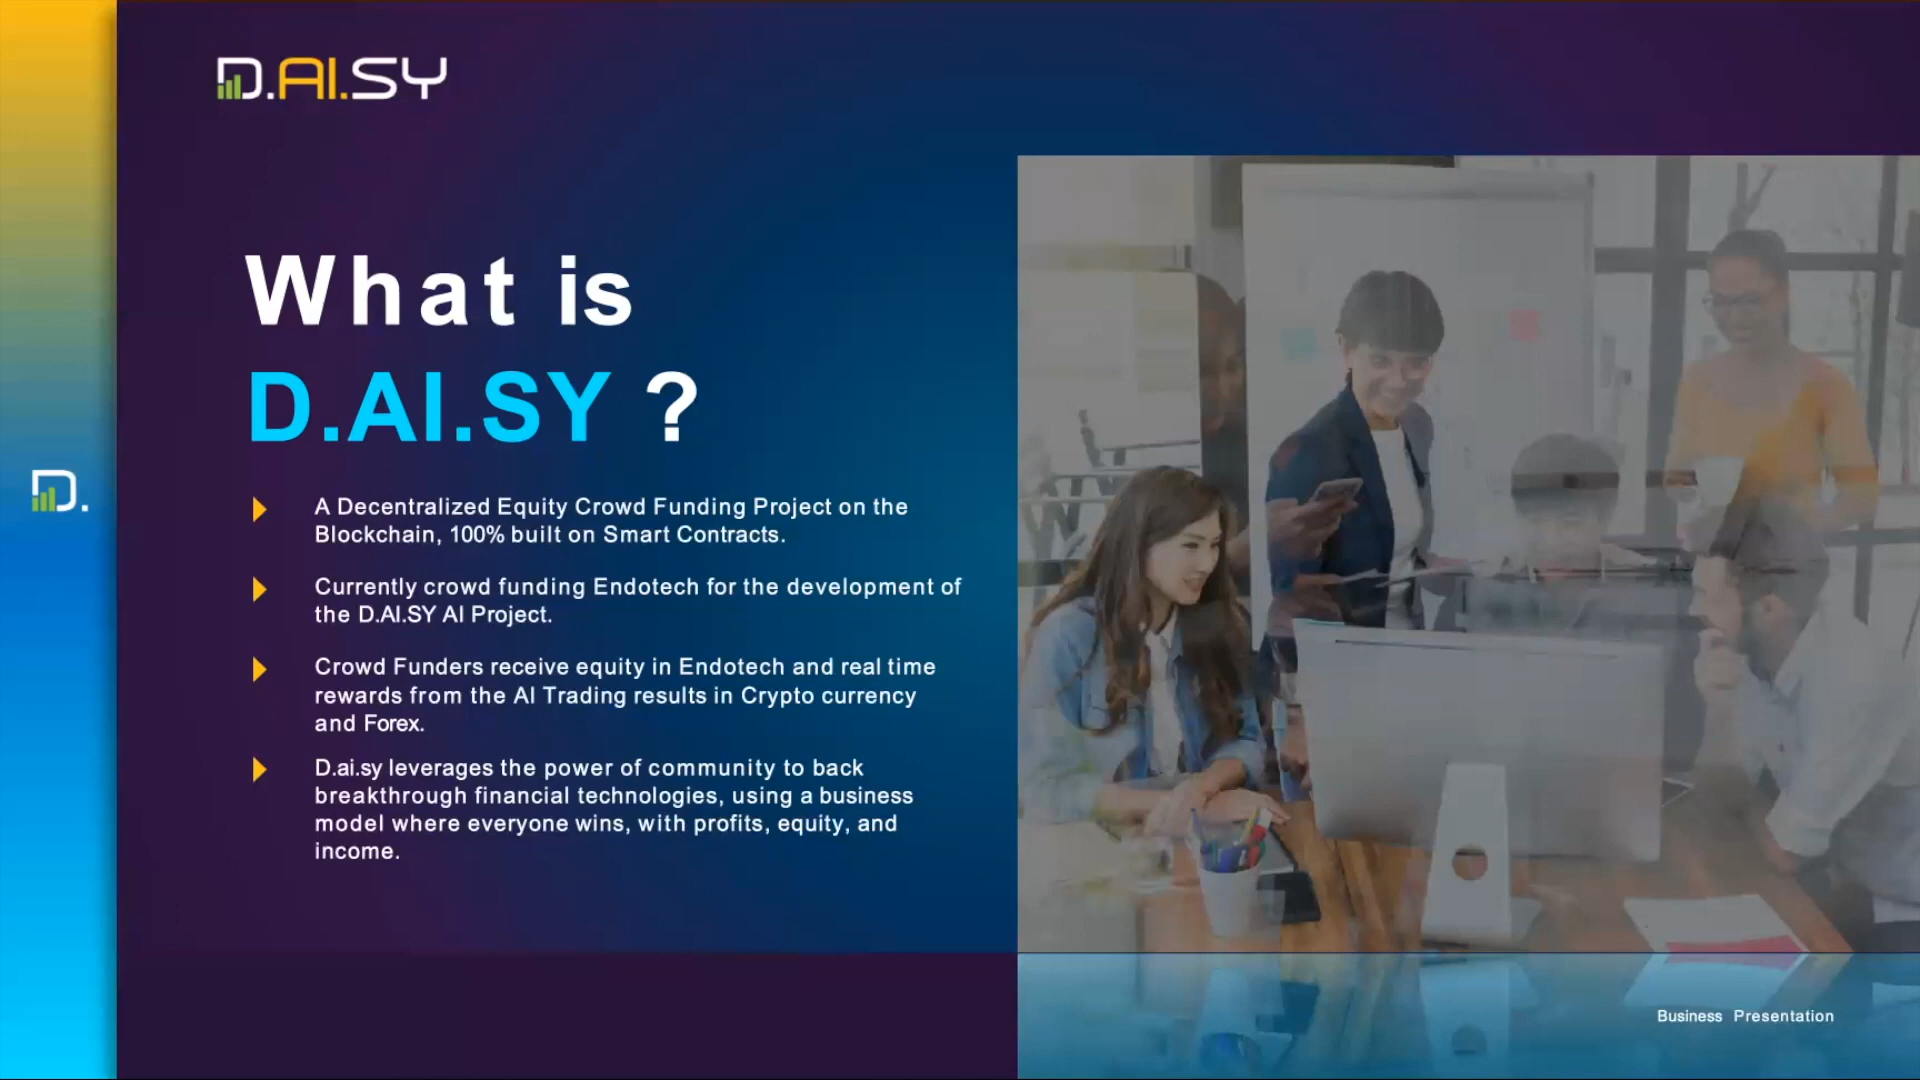 D.AI.SY
What is
D.AI.SY ?
D.
A Decentralized Equity Crowd Funding Project on the
Blockchain, 100% built on Smart Contracts.
Currently crowd funding Endotech for the development of
the D.AI.SY AI Project.
Crowd Funders receive equity in Endotech and real time
rewards from the AI Trading results in Crypto currency
and Forex.
D.ai.sy leverages the power of community to back
breakthrough financial technologies, using a business
model where everyone wins, with profits, equity, and
income.
Business Presentation